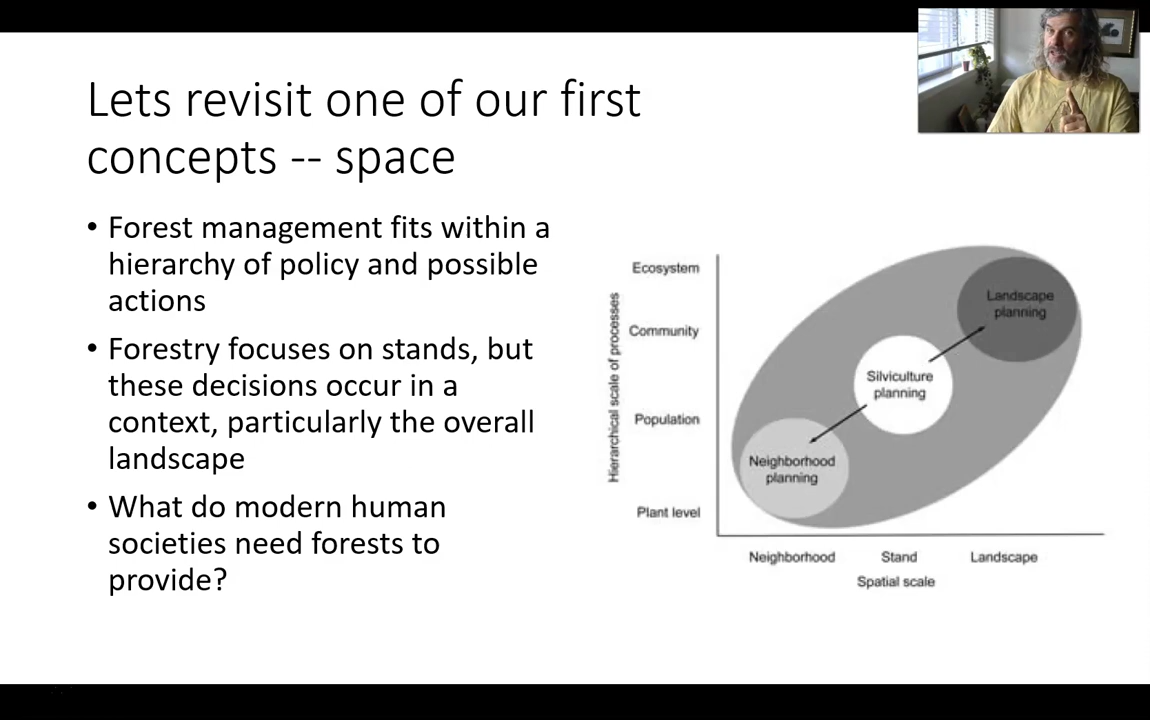 Lets revisit one of our first
concepts -- space
• Forest management fits within a
hierarchy of policy and possible
actions
• Forestry focuses on stands, but
these decisions occur in a
context, particularly the overall
landscape
• What do modern human
societies need forests to
provide?
Hierarchical scale of processes
Ecosystem
Community
Population
Plant level
Landscape
planning
Silviculture
planning
Neighborhood
planning
Neighborhood
Stand
Landscape
Spatial scale